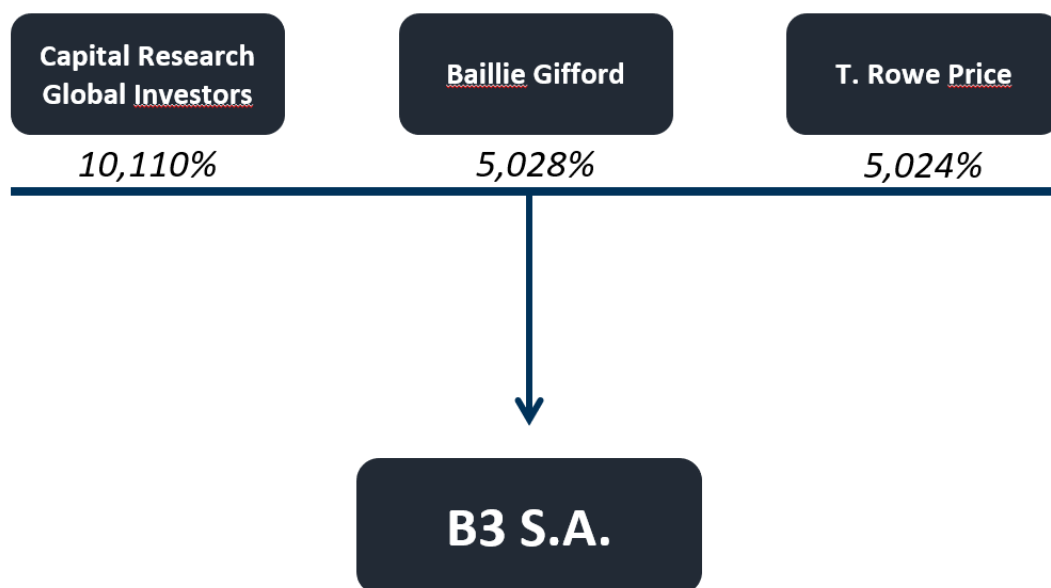 Capital Research
Global Investors
Baillie Gifford
T. Rowe Price
10,110%
5,028%
5,024%
B3 S.A.